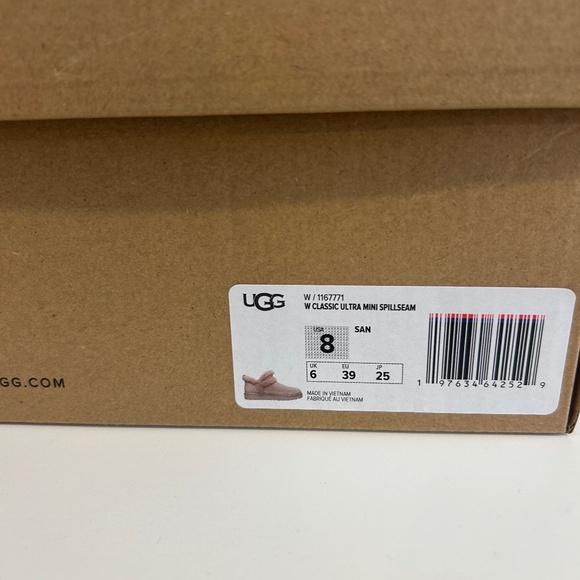 UGG
W / 1167771
W CLASSIC ULTRA MINI SPILLSEAM
USA
8
SAN
UK
6
EU
39
JP
25
MADE IN VIETNAM
FABRIQUÉ AU VIETNAM
1 97634 64252 9
GG.COM